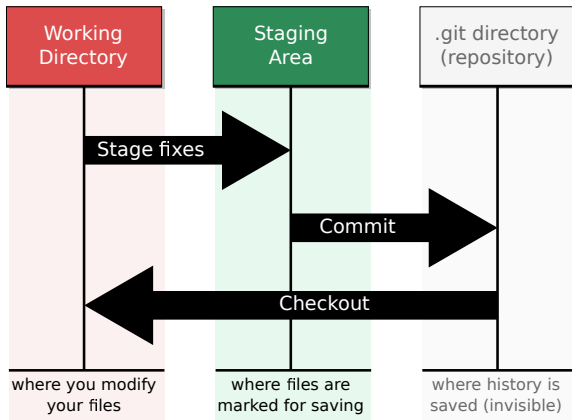 Working
Directory
Staging
Area
.git directory
(repository)
Stage fixes
Commit
Checkout
where you modify
your files
where files are
marked for saving
where history is
saved (invisible)